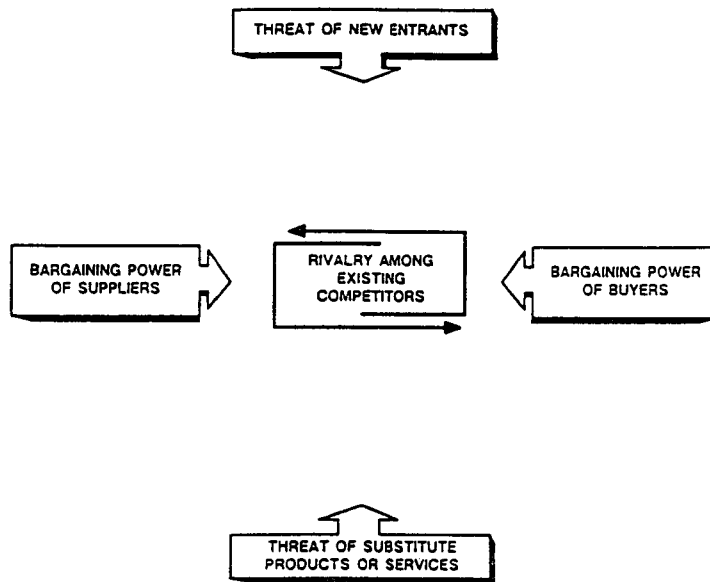 THREAT OF NEW ENTRANTS
BARGAINING POWER
OF SUPPLIERS
RIVALRY AMONG
EXISTING
COMPETITORS
BARGAINING POWER
OF BUYERS
THREAT OF SUBSTITUTE
PRODUCTS OR SERVICES